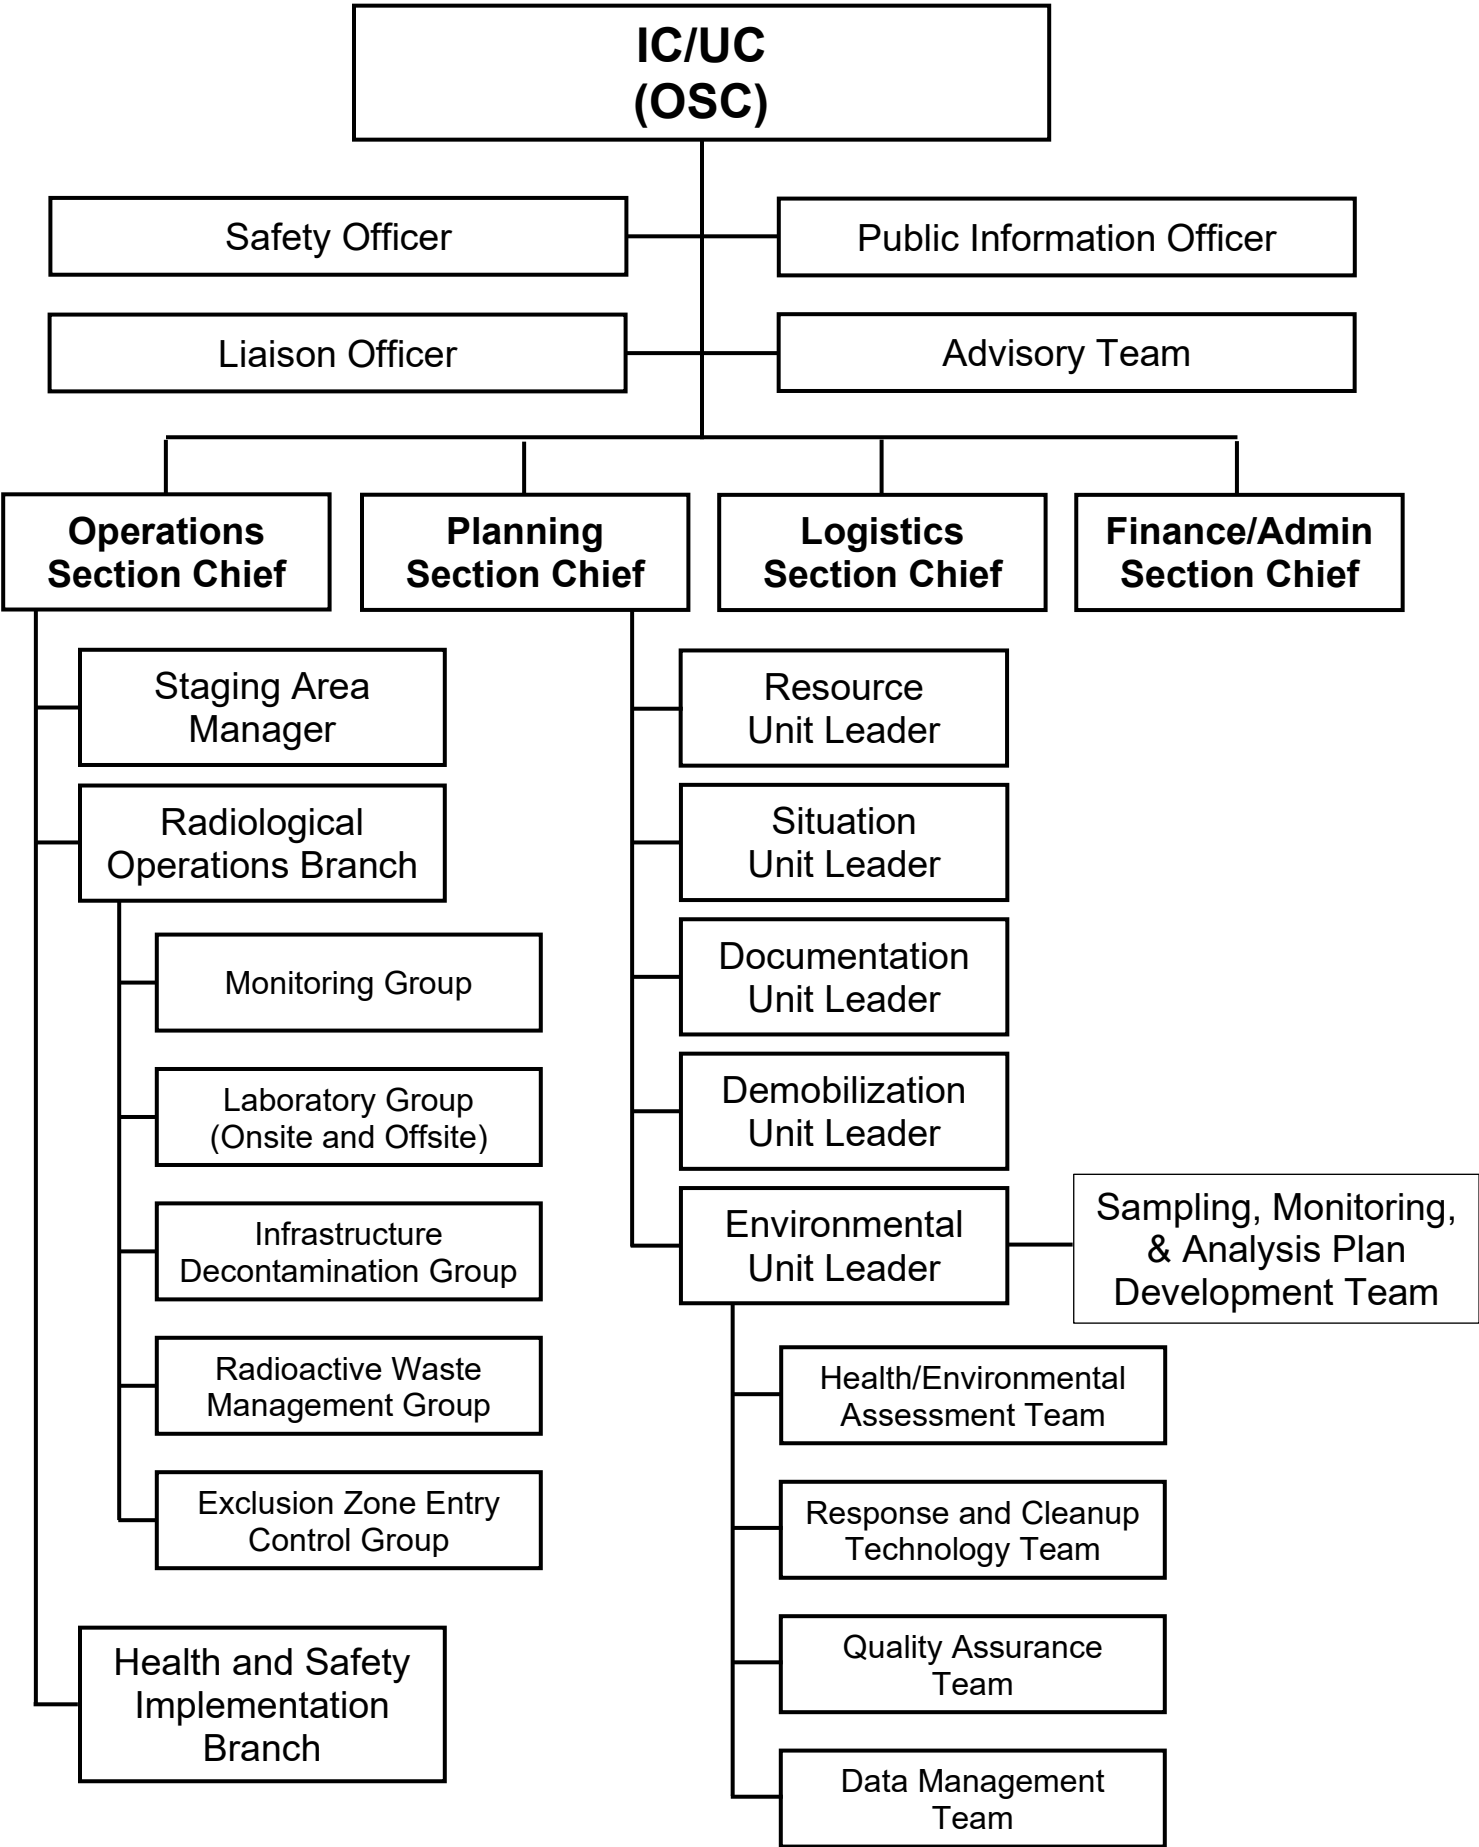 IC/UC
(OSC)
Safety Officer
Public Information Officer
Liaison Officer
Advisory Team
Operations
Section Chief
Planning
Section Chief
Logistics
Section Chief
Finance/Admin
Section Chief
Staging Area
Manager
Radiological
Operations Branch
Monitoring Group
Laboratory Group
(Onsite and Offsite)
Infrastructure
Decontamination Group
Radioactive Waste
Management Group
Exclusion Zone Entry
Control Group
Health and Safety
Implementation
Branch
Resource
Unit Leader
Situation
Unit Leader
Documentation
Unit Leader
Demobilization
Unit Leader
Environmental
Unit Leader
Sampling, Monitoring,
& Analysis Plan
Development Team
Health/Environmental
Assessment Team
Response and Cleanup
Technology Team
Quality Assurance
Team
Data Management
Team